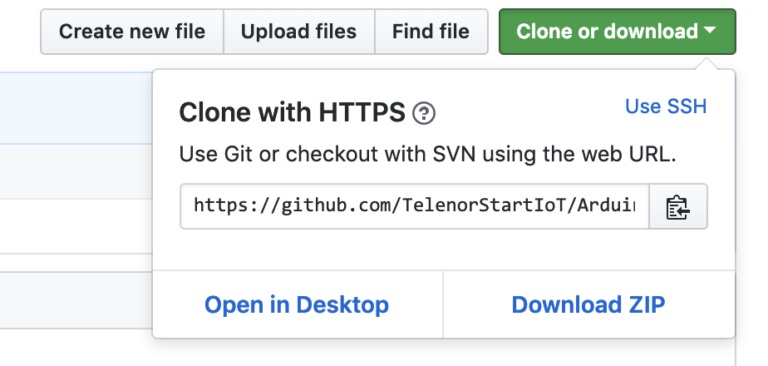 Create new file Upload files Find file Clone or download
Clone with HTTPS ? Use SSH
Use Git or checkout with SVN using the web URL.
https://github.com/TelenorStartIoT/Ardui
Open in Desktop Download ZIP